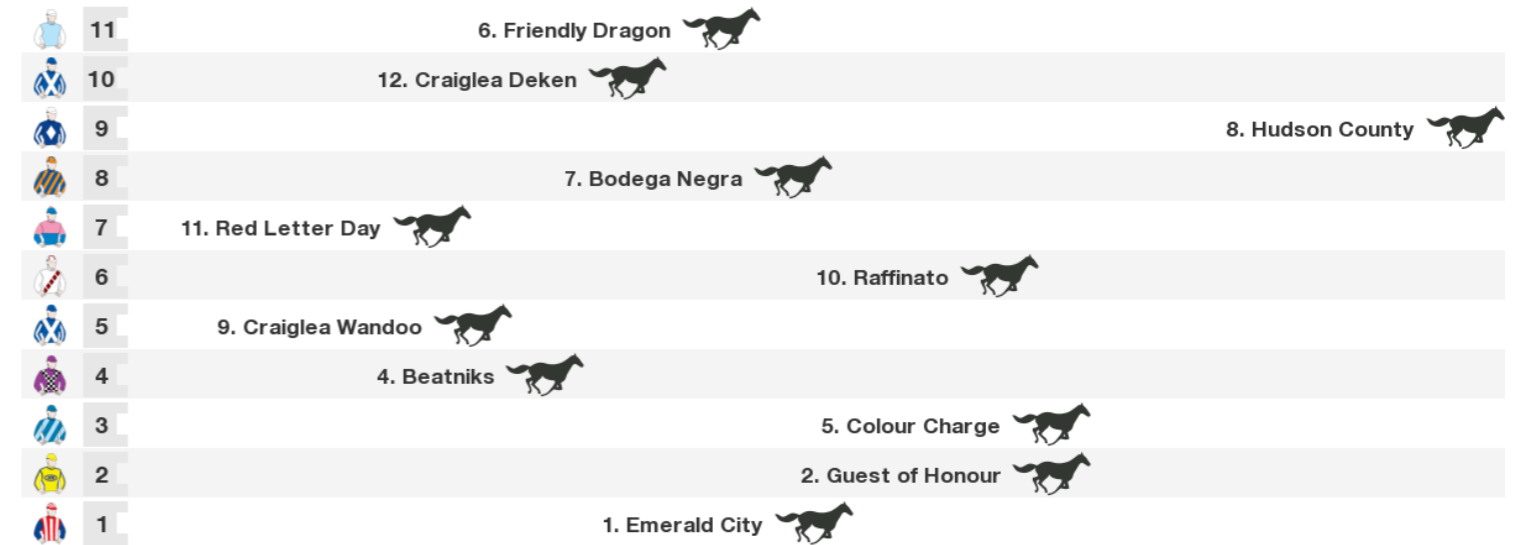 11 6. Friendly Dragon
10 12. Craiglea Deken
9 8. Hudson County
8 7. Bodega Negra
7 11. Red Letter Day
6 10. Raffinato
5 9. Craiglea Wandoo
4 4. Beatniks
3 5. Colour Charge
2 2. Guest of Honour
1 1. Emerald City